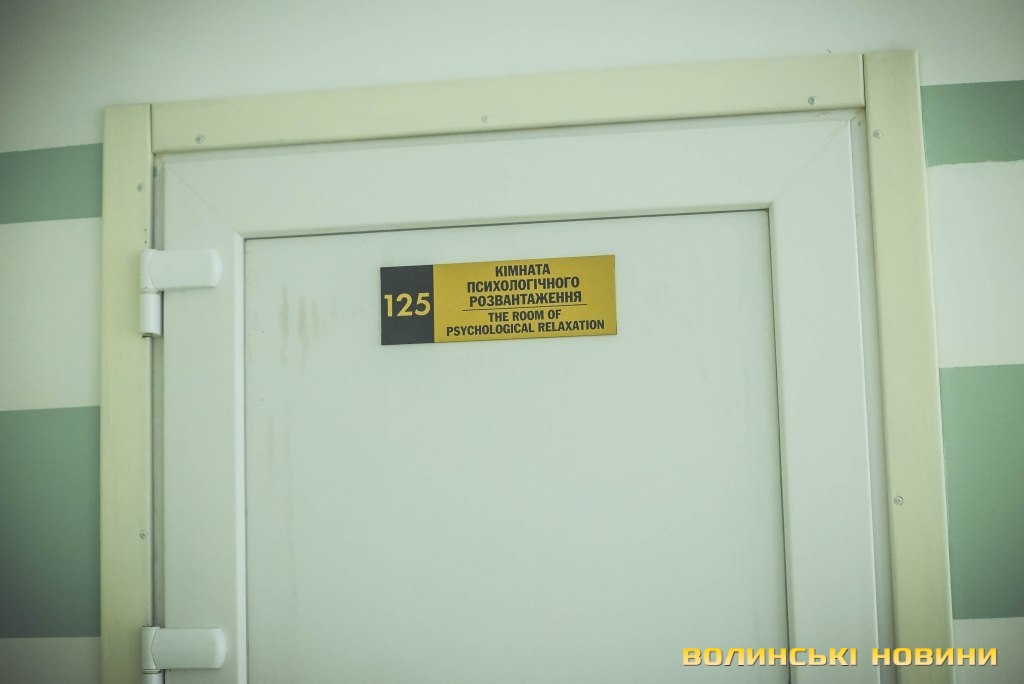 125
КІМНАТА
ПСИХОЛОГІЧНОГО
РОЗВАНТАЖЕННЯ
THE ROOM OF
PSYCHOLOGICAL RELAXATION
ВОЛИНСЬКІ НОВИНИ